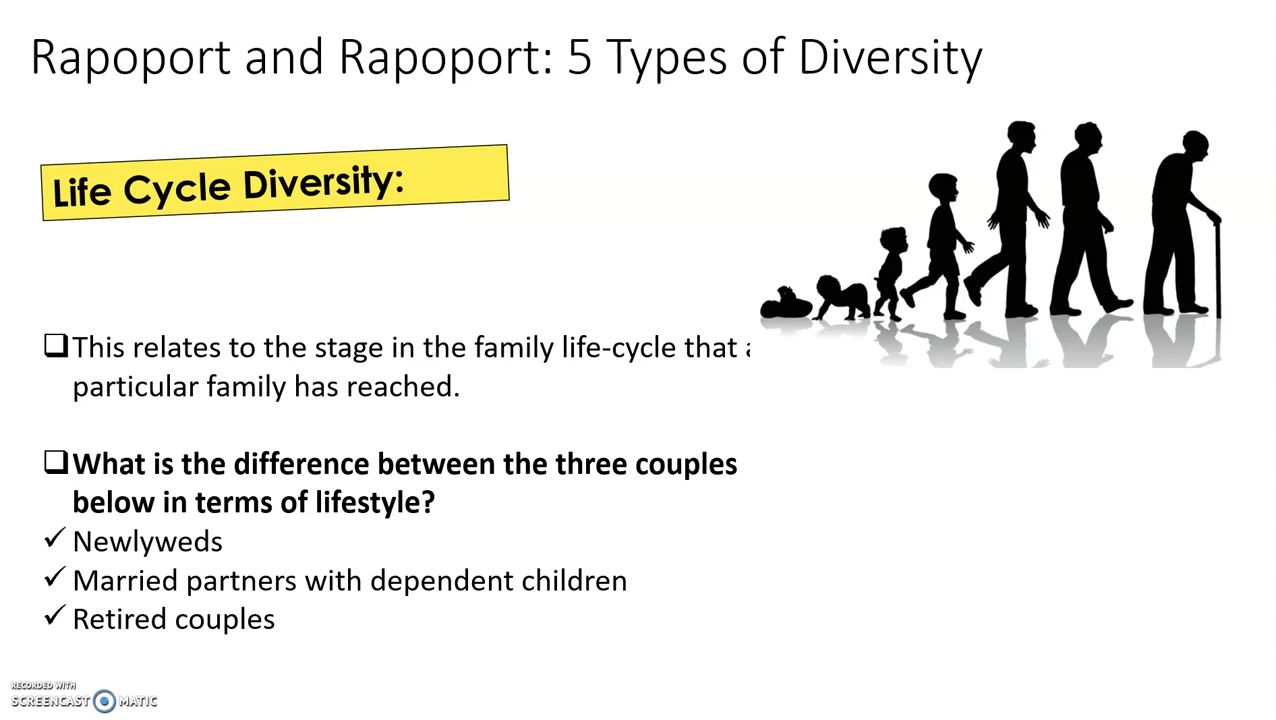 Rapoport and Rapoport: 5 Types of Diversity
Life Cycle Diversity:
This relates to the stage in the family life-cycle that a
particular family has reached.
What is the difference between the three couples
below in terms of lifestyle?
Newlyweds
Married partners with dependent children
Retired couples
RECORDED WITH
SCREENCAST MATIC